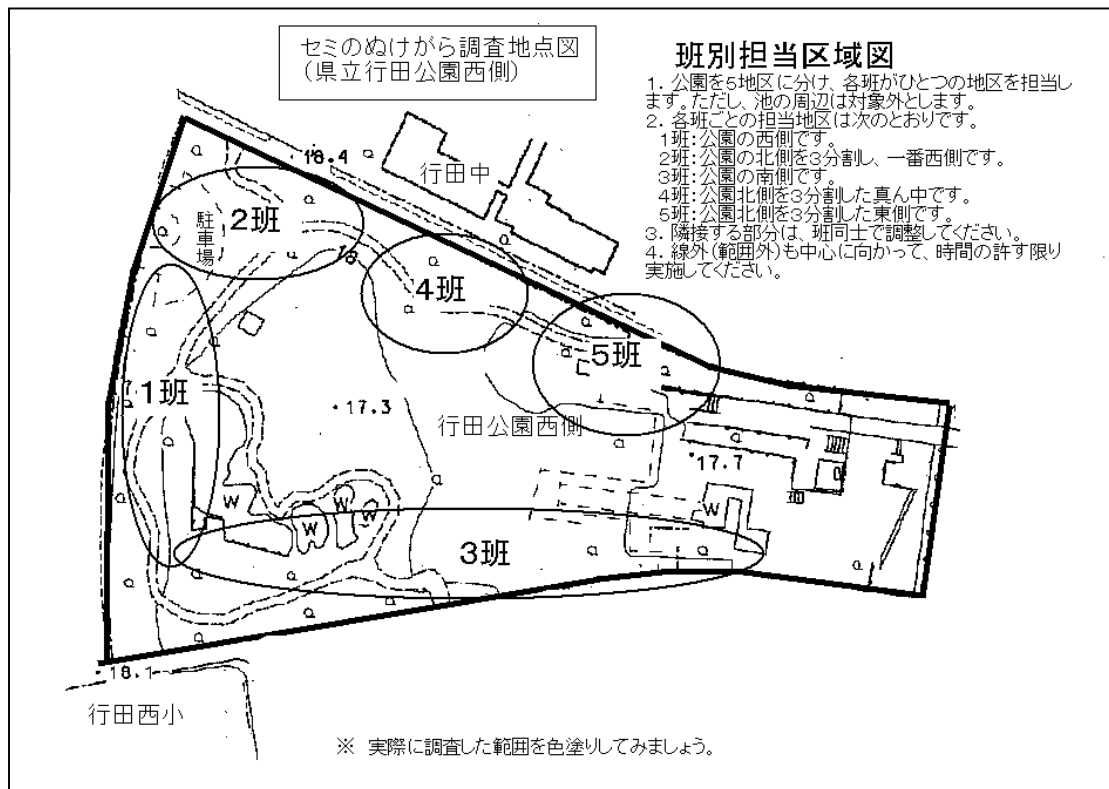 セミのぬけがら調査地点図
(県立行田公園西側)
班別担当区域図
1. 公園を5地区に分け、各班がひとつの地区を担当し
ます。ただし、池の周辺は対象外とします。
2. 各班ごとの担当地区は次のとおりです。
1班:公園の西側です。
2班:公園の北側を3分割し、一番西側です。
3班:公園の南側です。
4班:公園北側を3分割した真ん中です。
5班:公園北側を3分割した東側です。
3. 隣接する部分は、班同士で調整してください。
4. 線外(範囲外)も中心に向かって、時間の許す限り
実施してください。
18.4
行田中
2班
駐車場
4班
5班
1班
17.3
行田公園西側
17.7
W
W
W
W
W
3班
18.1
行田西小
※ 実際に調査した範囲を色塗りしてみましょう。